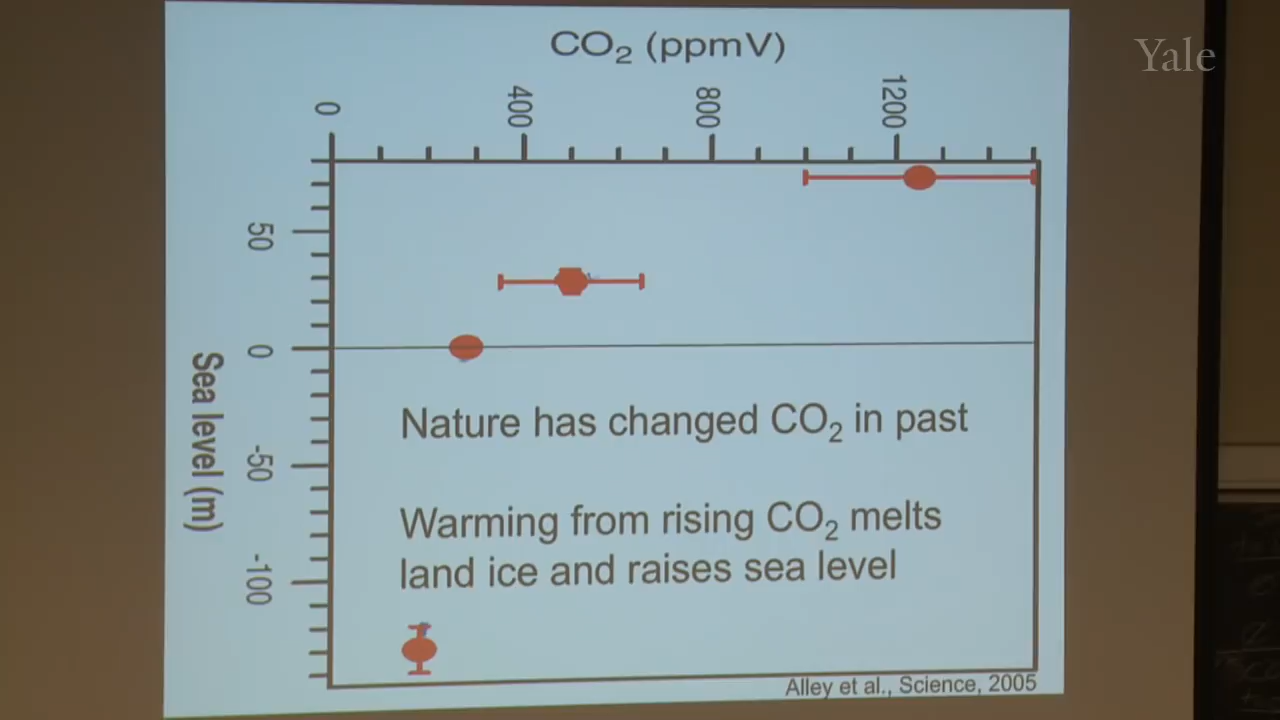 CO₂ (ppmV)
Yale
0
400
800
1200
50
0
-50
-100
Sea level (m)
Nature has changed CO₂ in past
Warming from rising CO₂ melts
land ice and raises sea level
Alley et al., Science, 2005